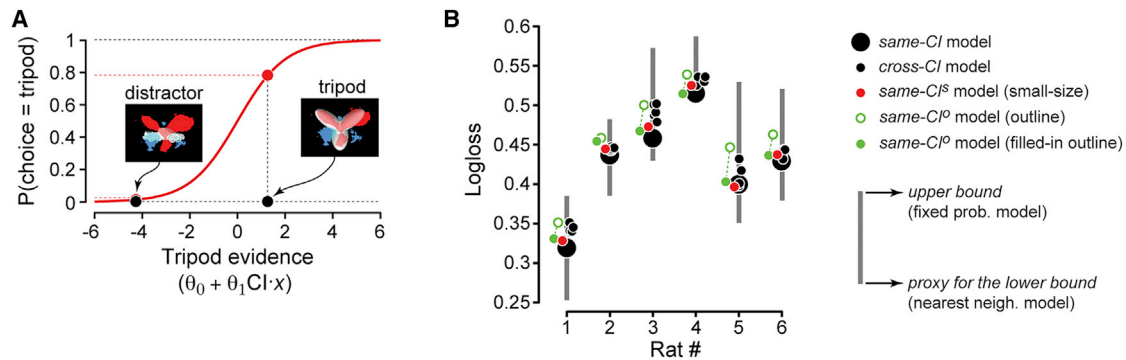 A
P(choice = tripod)
1
0.8
0.6
0.4
0.2
0
distractor
tripod
-6 -4 -2 0 2 4 6
Tripod evidence
(θ0 + θ1CI·x)
B
Logloss
0.6
0.55
0.5
0.45
0.4
0.35
0.3
0.25
1 2 3 4 5 6
Rat #
same-CI model
cross-CI model
same-CIˢ model (small-size)
same-CIᵒ model (outline)
same-CIᵒ model (filled-in outline)
upper bound
(fixed prob. model)
proxy for the lower bound
(nearest neigh. model)